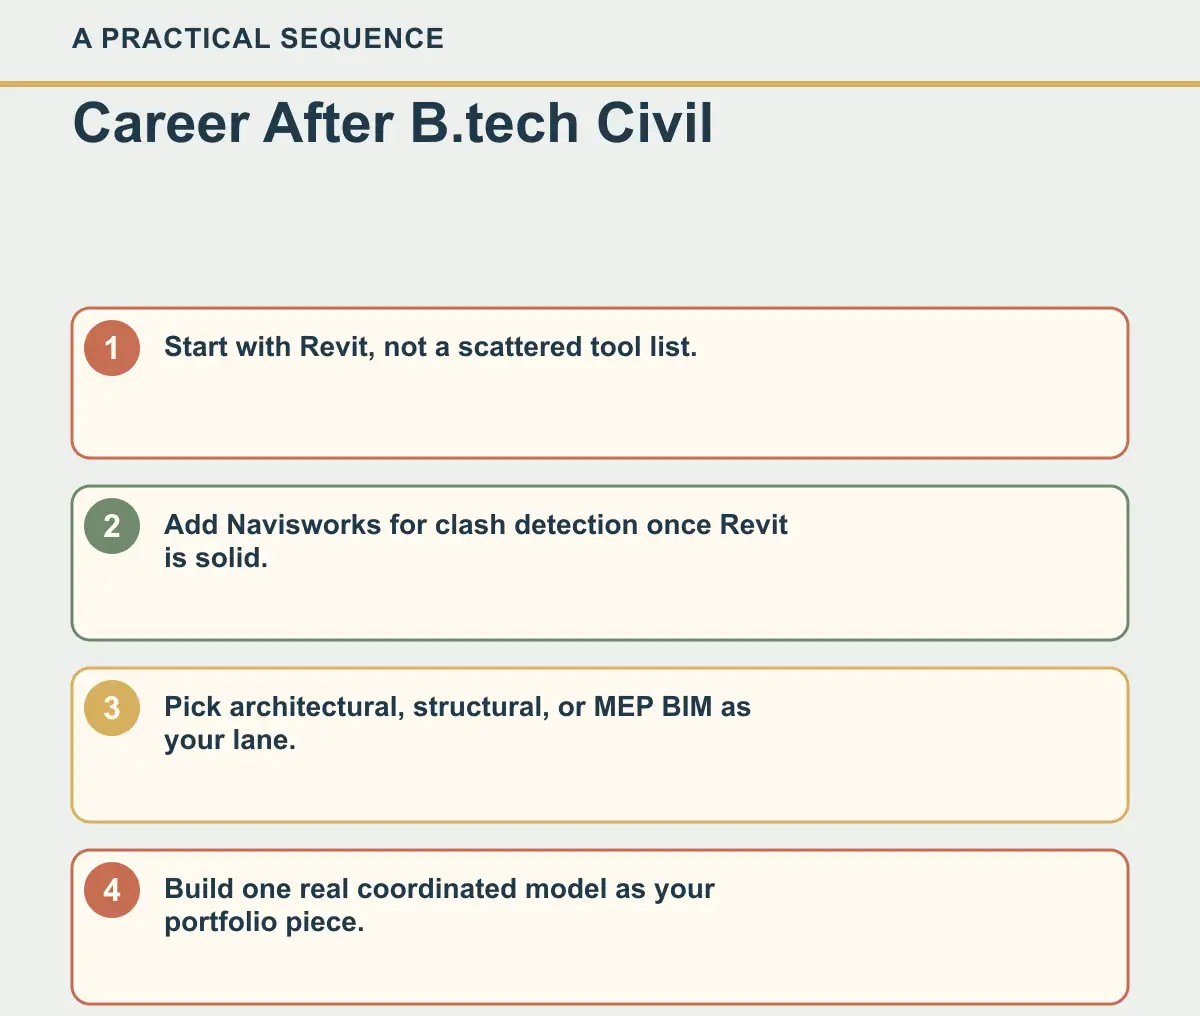 A PRACTICAL SEQUENCE
Career After B.tech Civil
1
Start with Revit, not a scattered tool list.
2
Add Navisworks for clash detection once Revit
is solid.
3
Pick architectural, structural, or MEP BIM as
your lane.
4
Build one real coordinated model as your
portfolio piece.